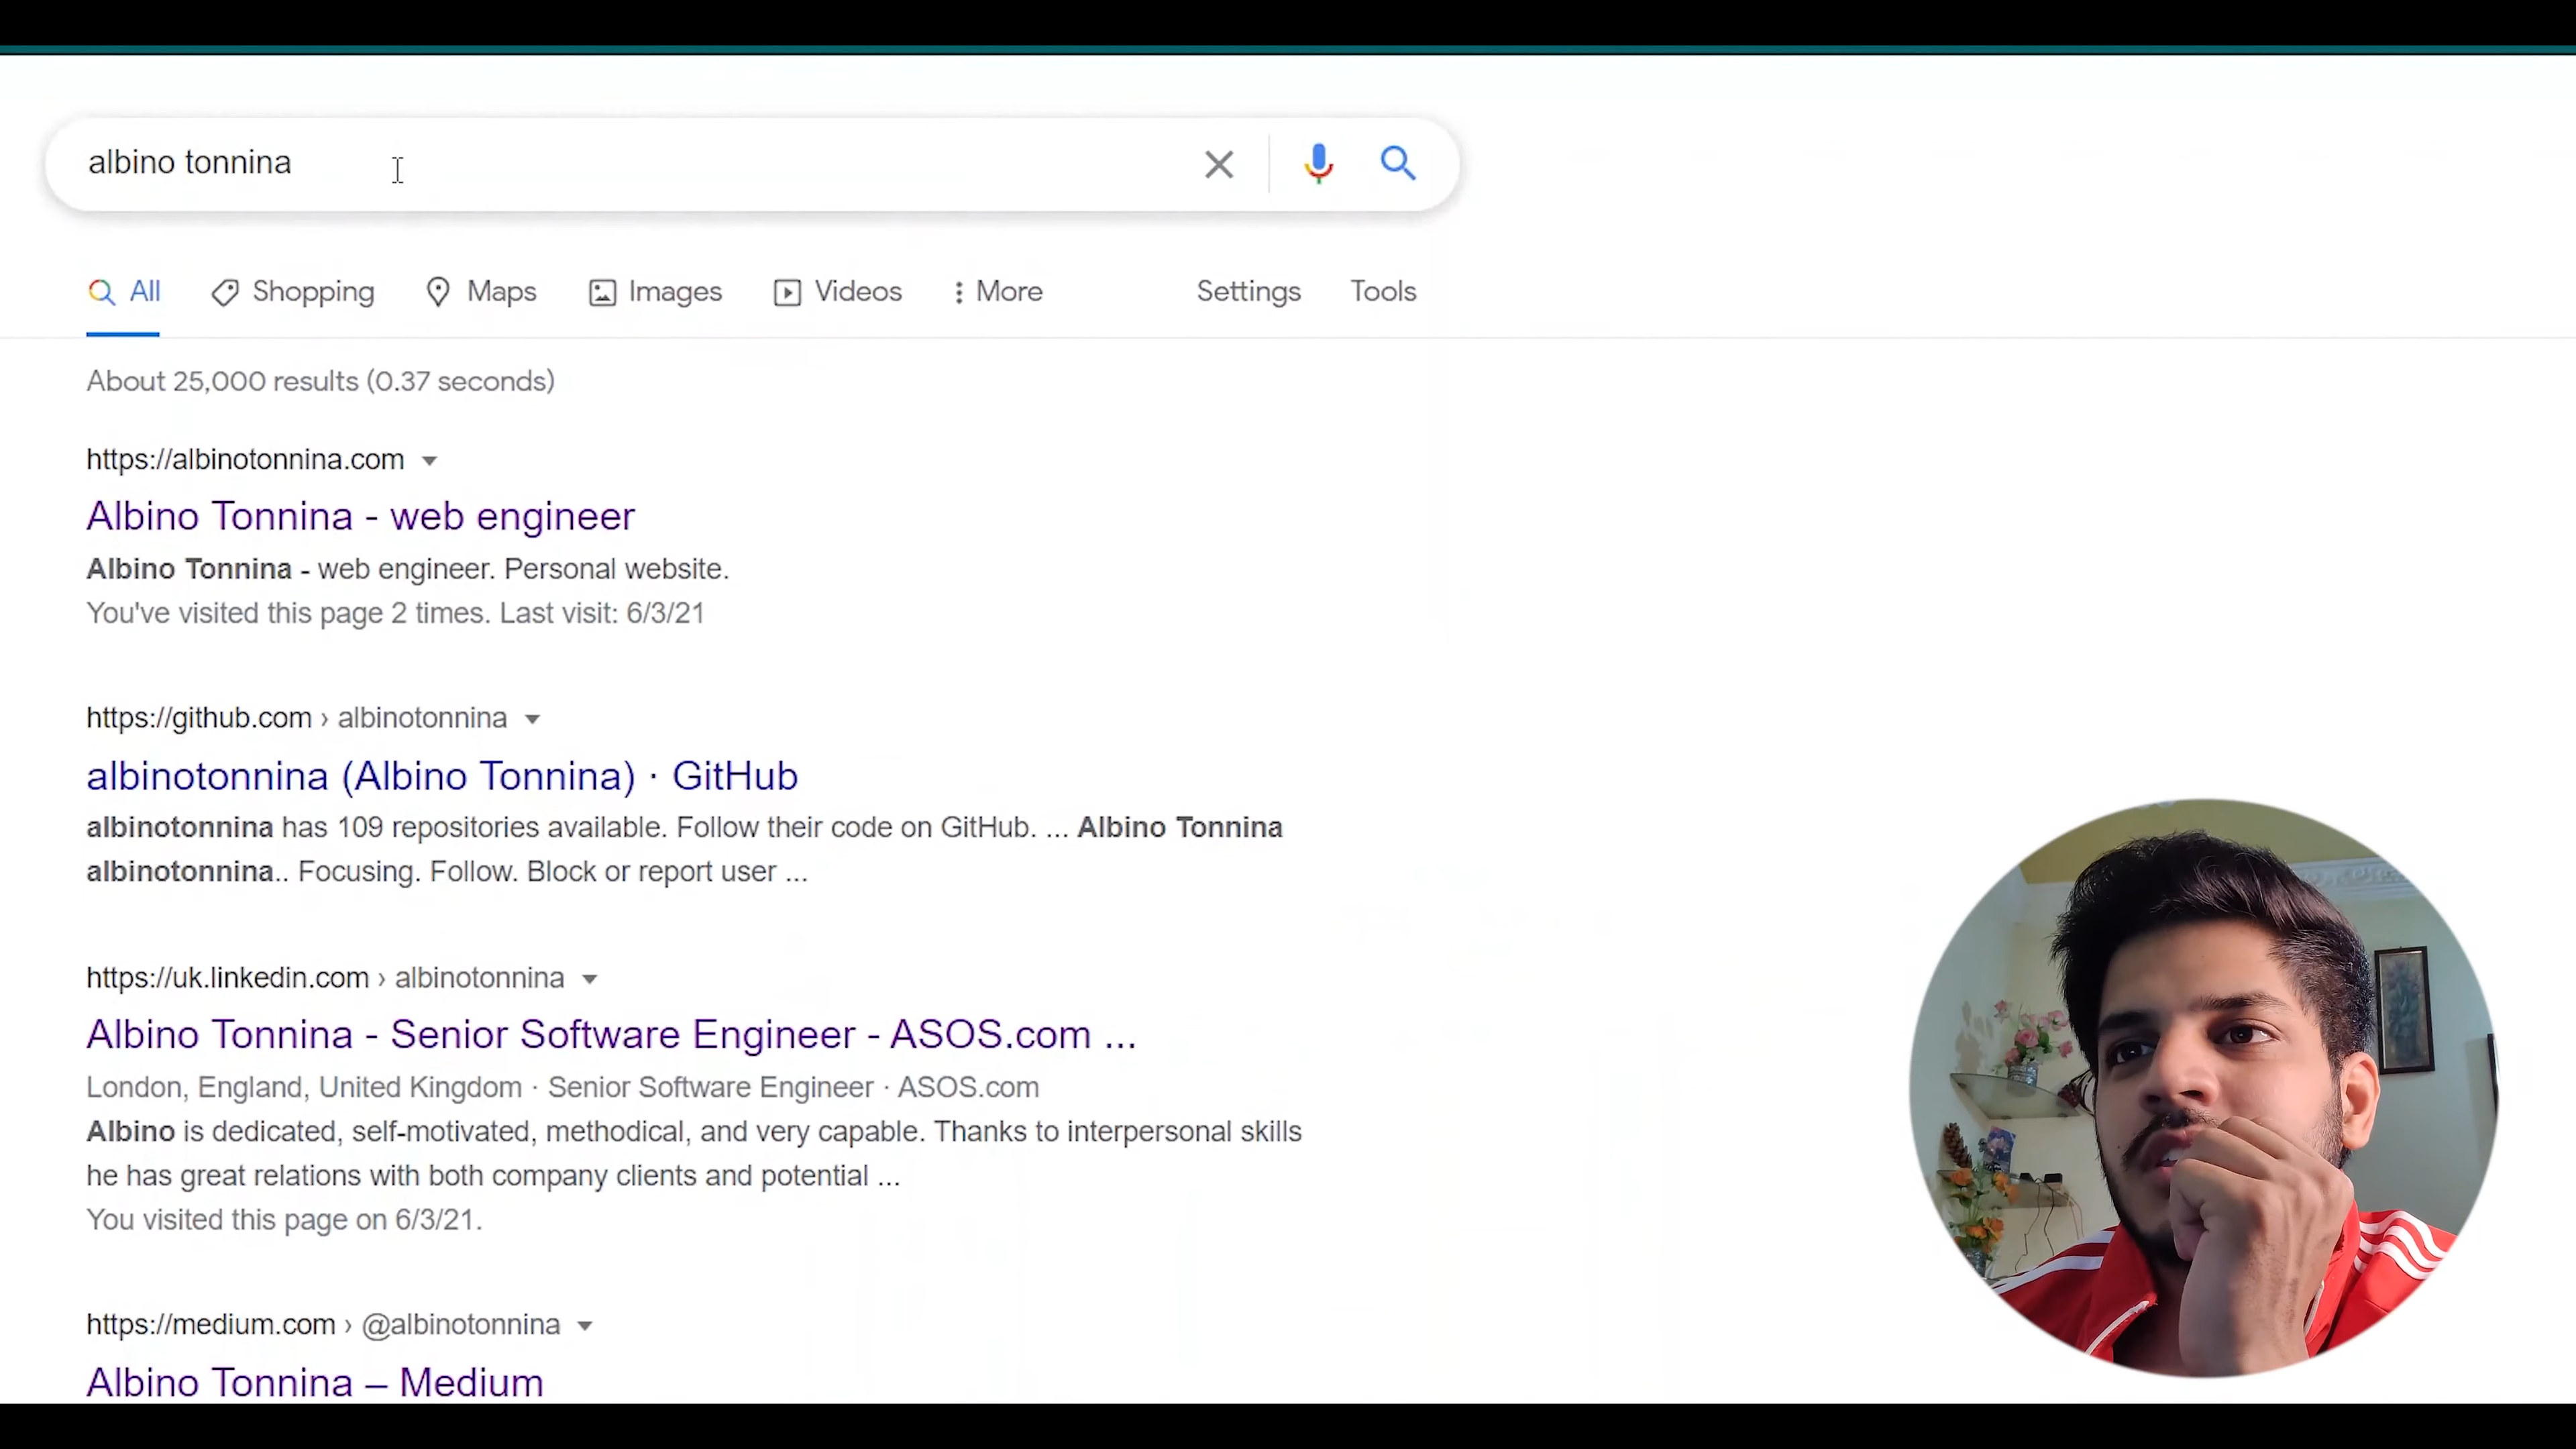 albino tonnina
All Shopping Maps Images Videos More Settings Tools
About 25,000 results (0.37 seconds)
https://albinotonnina.com
Albino Tonnina - web engineer
Albino Tonnina - web engineer. Personal website.
You've visited this page 2 times. Last visit: 6/3/21
https://github.com › albinotonnina
albinotonnina (Albino Tonnina) · GitHub
albinotonnina has 109 repositories available. Follow their code on GitHub. ... Albino Tonnina
albinotonnina.. Focusing. Follow. Block or report user ...
https://uk.linkedin.com › albinotonnina
Albino Tonnina - Senior Software Engineer - ASOS.com ...
London, England, United Kingdom · Senior Software Engineer · ASOS.com
Albino is dedicated, self-motivated, methodical, and very capable. Thanks to interpersonal skills
he has great relations with both company clients and potential ...
You visited this page on 6/3/21.
https://medium.com › @albinotonnina
Albino Tonnina – Medium